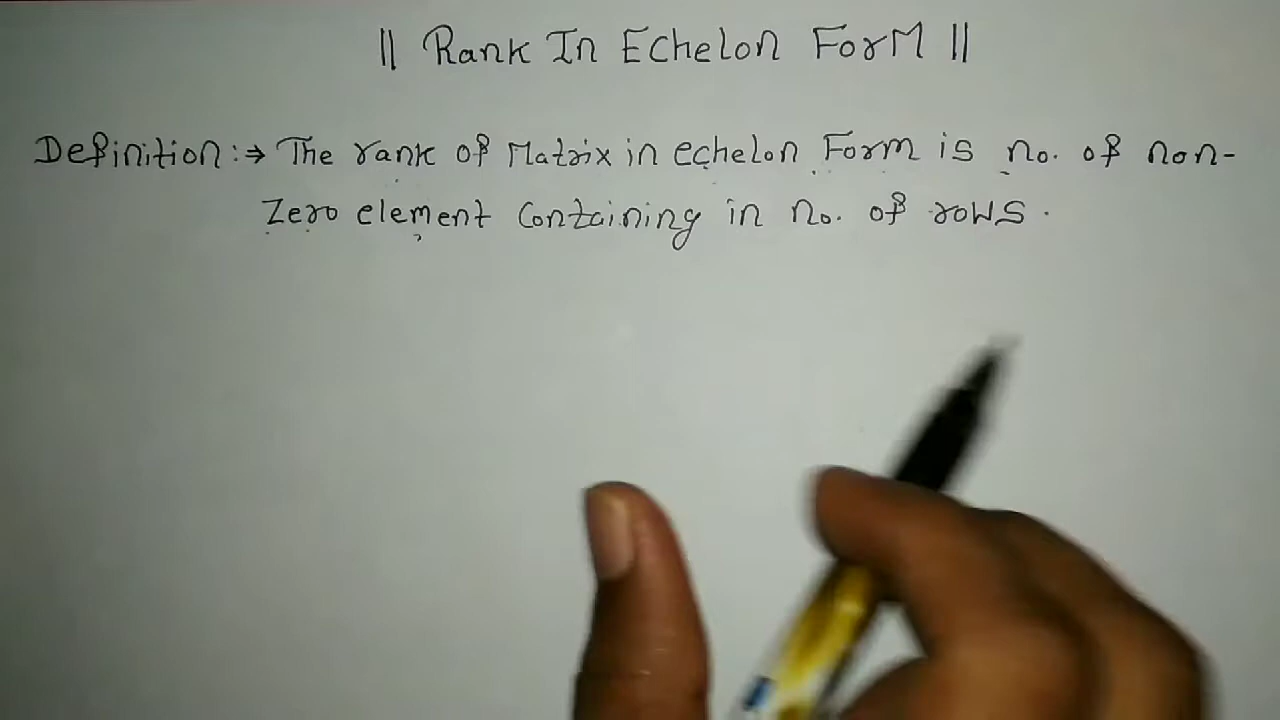 || Rank In Echelon Form ||
Definition:→ The rank of Matrix in echelon Form is no. of non-
Zero element Containing in no. of rows.